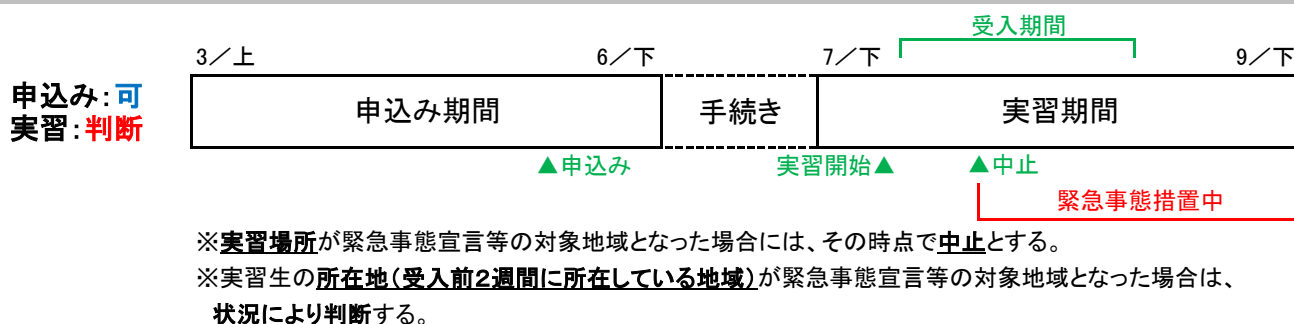 受入期間
3／上 6／下 7／下 9／下
申込み：可
実習：判断
申込み期間 手続き 実習期間
▲申込み 実習開始▲ ▲中止
緊急事態措置中
※実習場所が緊急事態宣言等の対象地域となった場合には、その時点で中止とする。
※実習生の所在地（受入前２週間に所在している地域）が緊急事態宣言等の対象地域となった場合は、
状況により判断する。